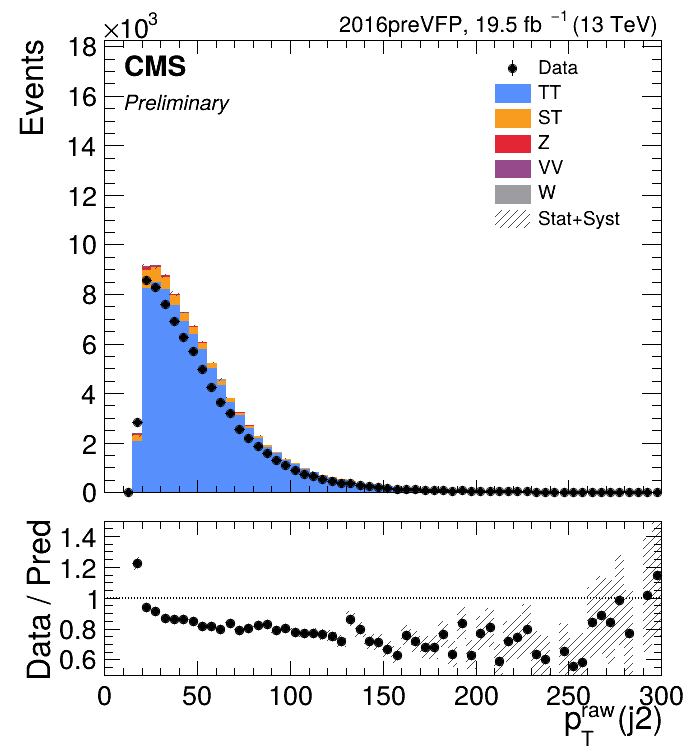 ×10³
2016preVFP, 19.5 fb⁻¹ (13 TeV)
CMS
Preliminary
Events
18
16
14
12
10
8
6
4
2
0
Data
TT
ST
Z
VV
W
Stat+Syst
Data / Pred
1.4
1.2
1
0.8
0.6
0 50 100 150 200 250 300
p_T^raw(j2)